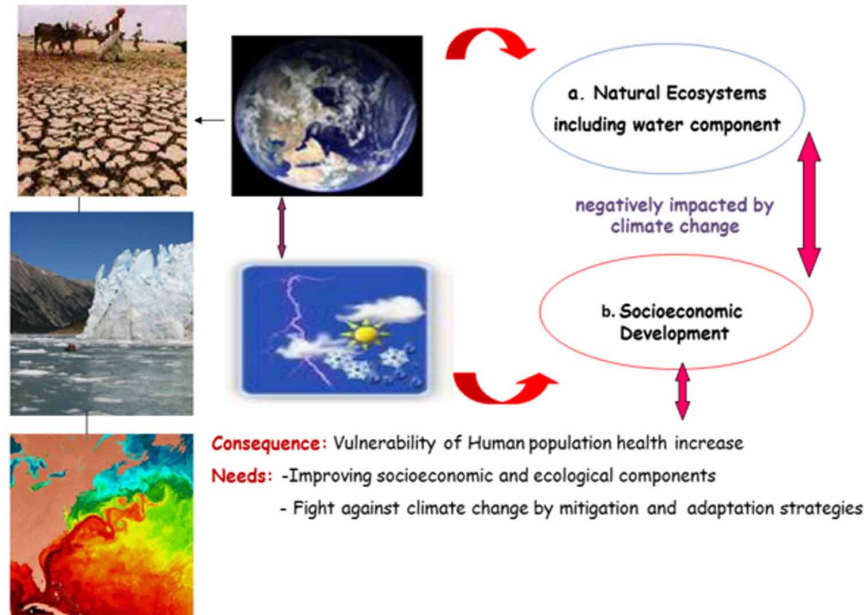 a. Natural Ecosystems
including water component
negatively impacted by
climate change
b. Socioeconomic
Development
Consequence: Vulnerability of Human population health increase
Needs: -Improving socioeconomic and ecological components
- Fight against climate change by mitigation and adaptation strategies